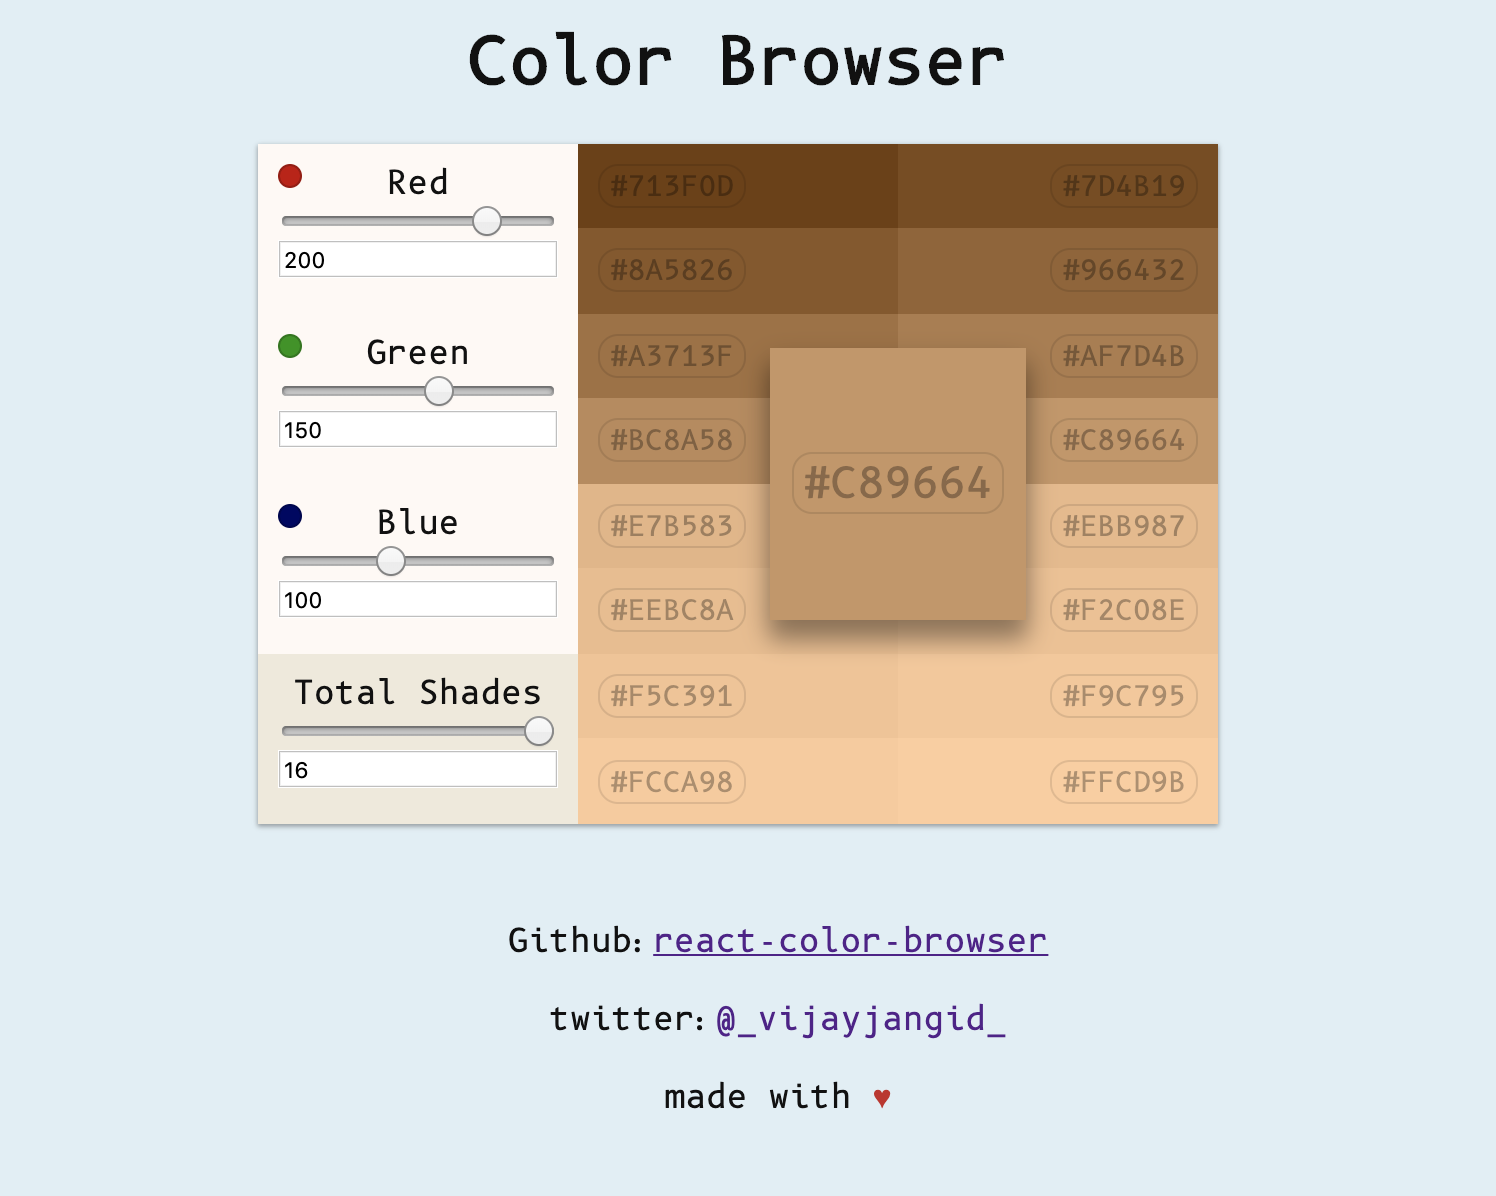 Color Browser
Red
200
Green
150
Blue
100
Total Shades
16
#713F0D
#7D4B19
#8A5826
#966432
#A3713F
#AF7D4B
#BC8A58
#C89664
#C89664
#E7B583
#EBB987
#EEBC8A
#F2C08E
#F5C391
#F9C795
#FCCA98
#FFCD9B
Github: react-color-browser
twitter: @_vijayjangid_
made with ♥